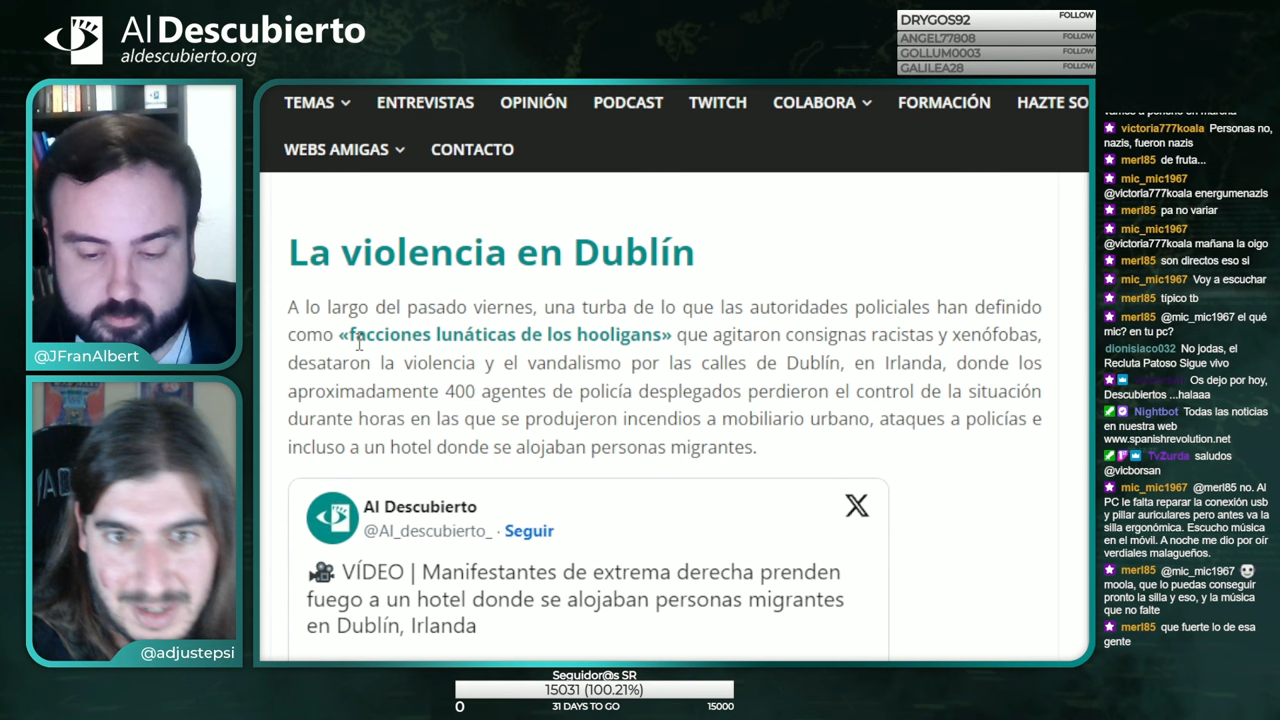 Al Descubierto
aldescubierto.org
DRYGOS92 FOLLOW
ANGEL77808 FOLLOW
GOLLUM0003 FOLLOW
GALILEA28 FOLLOW
TEMAS ENTREVISTAS OPINIÓN PODCAST TWITCH COLABORA FORMACIÓN HAZTE SO
WEBS AMIGAS CONTACTO
La violencia en Dublín
A lo largo del pasado viernes, una turba de lo que las autoridades policiales han definido
como «facciones lunáticas de los hooligans» que agitaron consignas racistas y xenófobas,
desataron la violencia y el vandalismo por las calles de Dublín, en Irlanda, donde los
aproximadamente 400 agentes de policía desplegados perdieron el control de la situación
durante horas en las que se produjeron incendios a mobiliario urbano, ataques a policías e
incluso a un hotel donde se alojaban personas migrantes.
Al Descubierto
@Al_descubierto_ · Seguir
X
VÍDEO | Manifestantes de extrema derecha prenden
fuego a un hotel donde se alojaban personas migrantes
en Dublín, Irlanda
@JFranAlbert
@adjustepsi
victoria777koala Personas no,
nazis, fueron nazis
merl85 de fruta...
mic_mic1967
@victoria777koala energumenazis
merl85 pa no variar
mic_mic1967
@victoria777koala mañana la oigo
merl85 son directos eso si
mic_mic1967 Voy a escuchar
merl85 típico tb
merl85 @mic_mic1967 el qué
mic? en tu pc?
dionisiaco032 No jodas, el
Recluta Patoso Sigue vivo
Os dejo por hoy,
Descubiertos ...halaaa
Nightbot Todas las noticias
en nuestra web
www.spanishrevolution.net
TvZurda saludos
@vicborsan
mic_mic1967 @merl85 no. Al
PC le falta reparar la conexión usb
y pillar auriculares pero antes va la
silla ergonómica. Escucho música
en el móvil. A noche me dio por oír
verdiales malagueños.
merl85 @mic_mic1967
moola, que lo puedas conseguir
pronto la silla y eso, y la música
que no falte
merl85 que fuerte lo de esa
gente
Seguidor@s SR
15031 (100.21%)
0 31 DAYS TO GO 15000